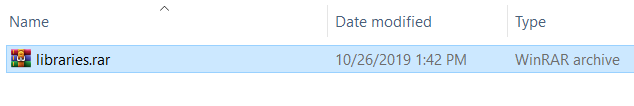 Name Date modified Type
libraries.rar 10/26/2019 1:42 PM WinRAR archive